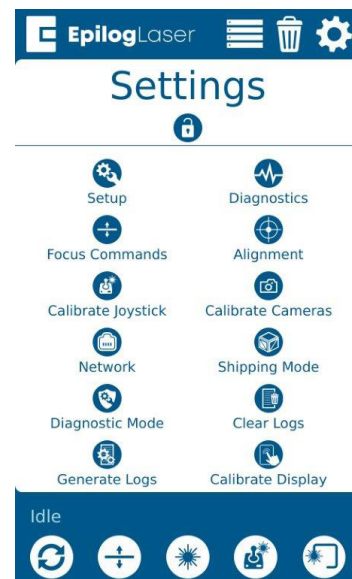 EpilogLaser
Settings
Setup Diagnostics
Focus Commands Alignment
Calibrate Joystick Calibrate Cameras
Network Shipping Mode
Diagnostic Mode Clear Logs
Generate Logs Calibrate Display
Idle